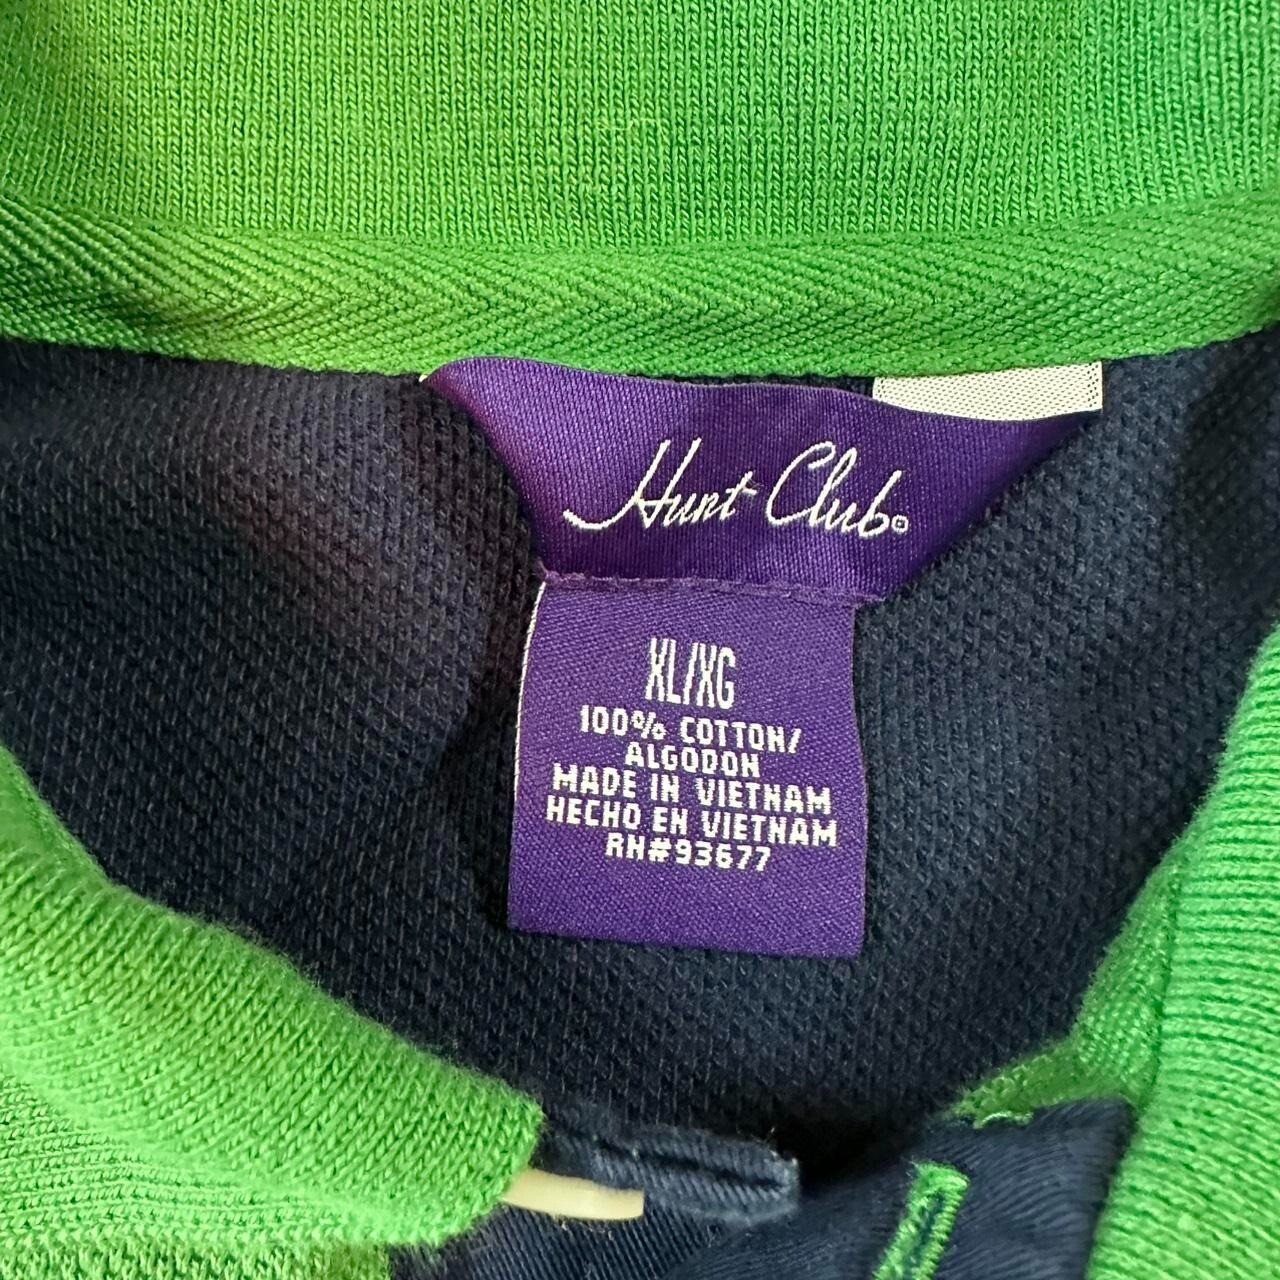 Hunt Club©
XL/XG
100% COTTON/
ALGODON
MADE IN VIETNAM
HECHO EN VIETNAM
RN#93677